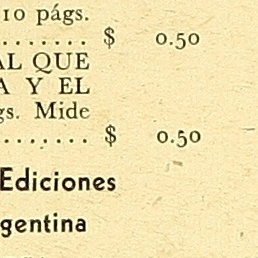 10 págs.
........ $ 0.50
AL QUE
A Y EL
gs. Mide
........ $ 0.50
Ediciones
gentina